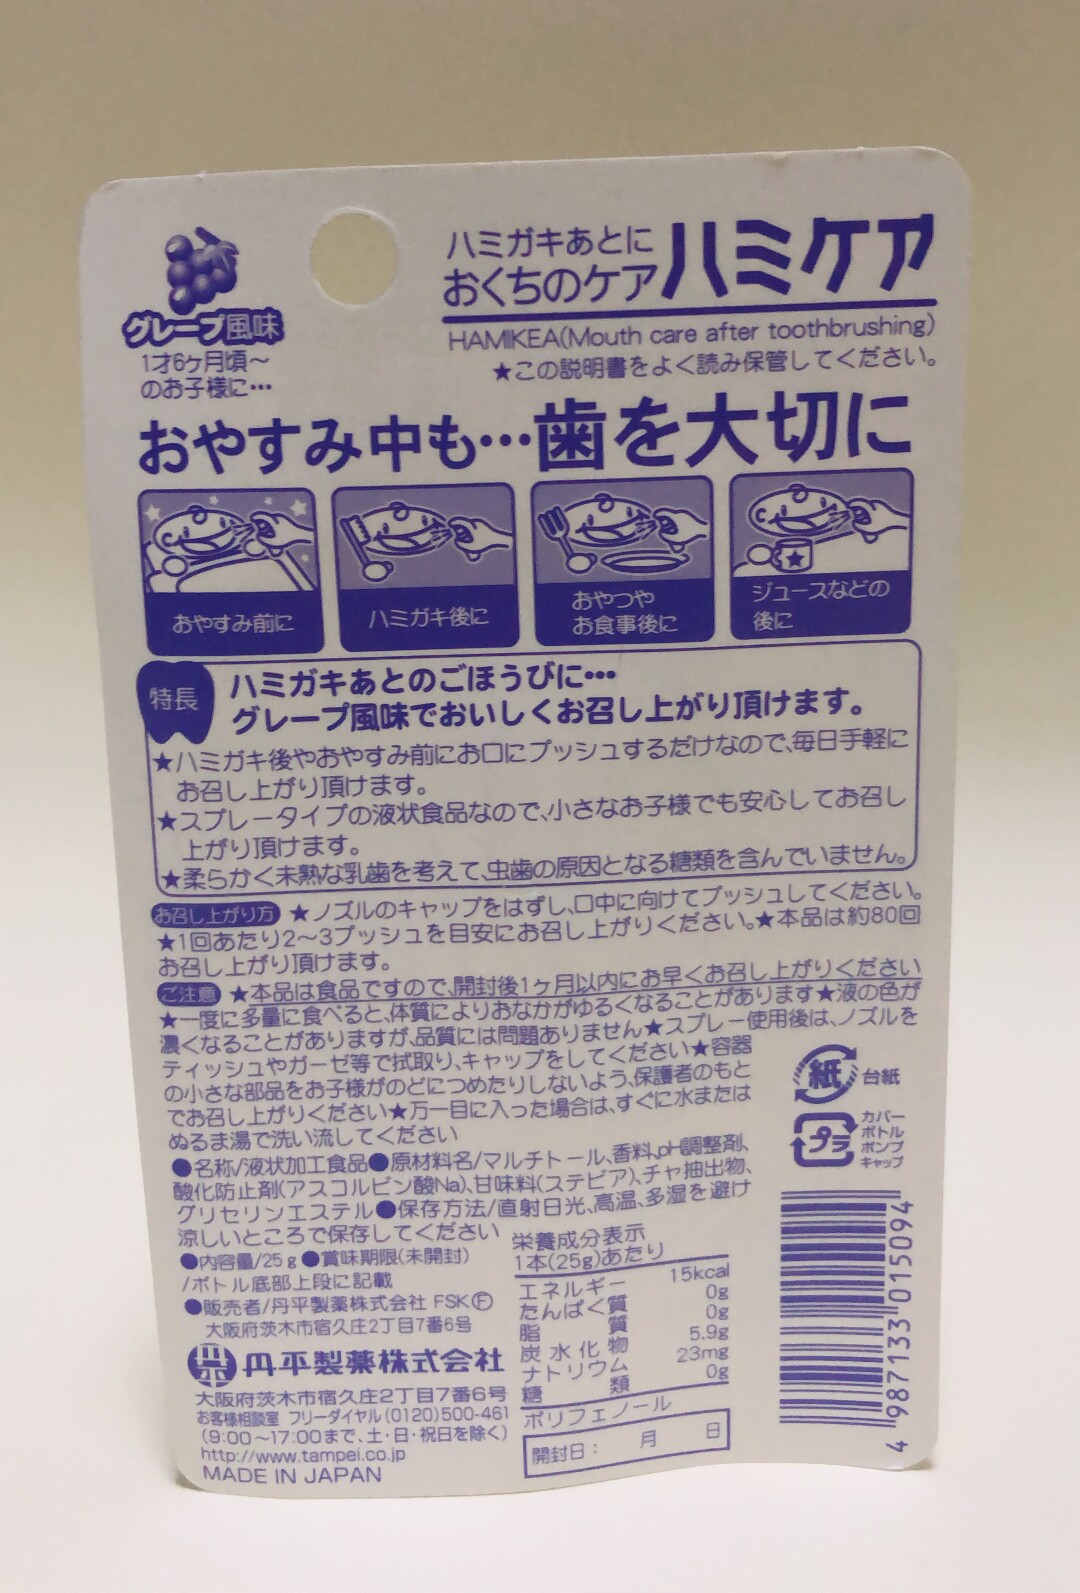 グレープ風味
1才6ヶ月頃～
のお子様に…
ハミガキあとに
おくちのケア
ハミケア
HAMIKEA(Mouth care after toothbrushing)
★この説明書をよく読み保管してください。
おやすみ中も…歯を大切に
おやすみ前に
ハミガキ後に
おやつや
お食事後に
ジュースなどの
後に
特長
ハミガキあとのごほうびに…
グレープ風味でおいしくお召し上がり頂けます。
★ハミガキ後やおやすみ前にお口にプッシュするだけなので、毎日手軽に
お召し上がり頂けます。
★スプレータイプの液状食品なので、小さなお子様でも安心してお召し
上がり頂けます。
★柔らかく未熟な乳歯を考えて、虫歯の原因となる糖類を含んでいません。
お召し上がり方 ★ノズルのキャップをはずし、口中に向けてプッシュしてください。
★1回あたり2～3プッシュを目安にお召し上がりください。★本品は約80回
お召し上がり頂けます。
ご注意 ★本品は食品ですので、開封後1ヶ月以内にお早くお召し上がりください
★一度に多量に食べると、体質によりおなかがゆるくなることがあります★液の色が
濃くなることがありますが、品質には問題ありません★スプレー使用後は、ノズルを
ティッシュやガーゼ等で拭取り、キャップをしてください★容器
の小さな部品をお子様がのどにつめたりしないよう、保護者のもと
でお召し上がりください★万一目に入った場合は、すぐに水または
ぬるま湯で洗い流してください
●名称/液状加工食品●原材料名/マルチトール、香料、pH調整剤、
酸化防止剤(アスコルビン酸Na)、甘味料(ステビア)、チャ抽出物、
グリセリンエステル●保存方法/直射日光、高温、多湿を避け
涼しいところで保存してください
●内容量/25g●賞味期限(未開封)
/ボトル底部上段に記載
●販売者/丹平製薬株式会社 FSKⒻ
大阪府茨木市宿久庄2丁目7番6号
丹平製薬株式会社
大阪府茨木市宿久庄2丁目7番6号
お客様相談室 フリーダイヤル(0120)500-461
(9:00～17:00まで、土・日・祝日を除く)
http://www.tampei.co.jp
MADE IN JAPAN
栄養成分表示
1本(25g)あたり
エネルギー 15kcal
たんぱく質 0g
脂質 0g
炭水化物 5.9g
ナトリウム 23mg
糖類 0g
ポリフェノール
開封日： 月 日
紙 台紙
プラ
カバー
ボトル
ポンプ
キャップ
4 987133 015094